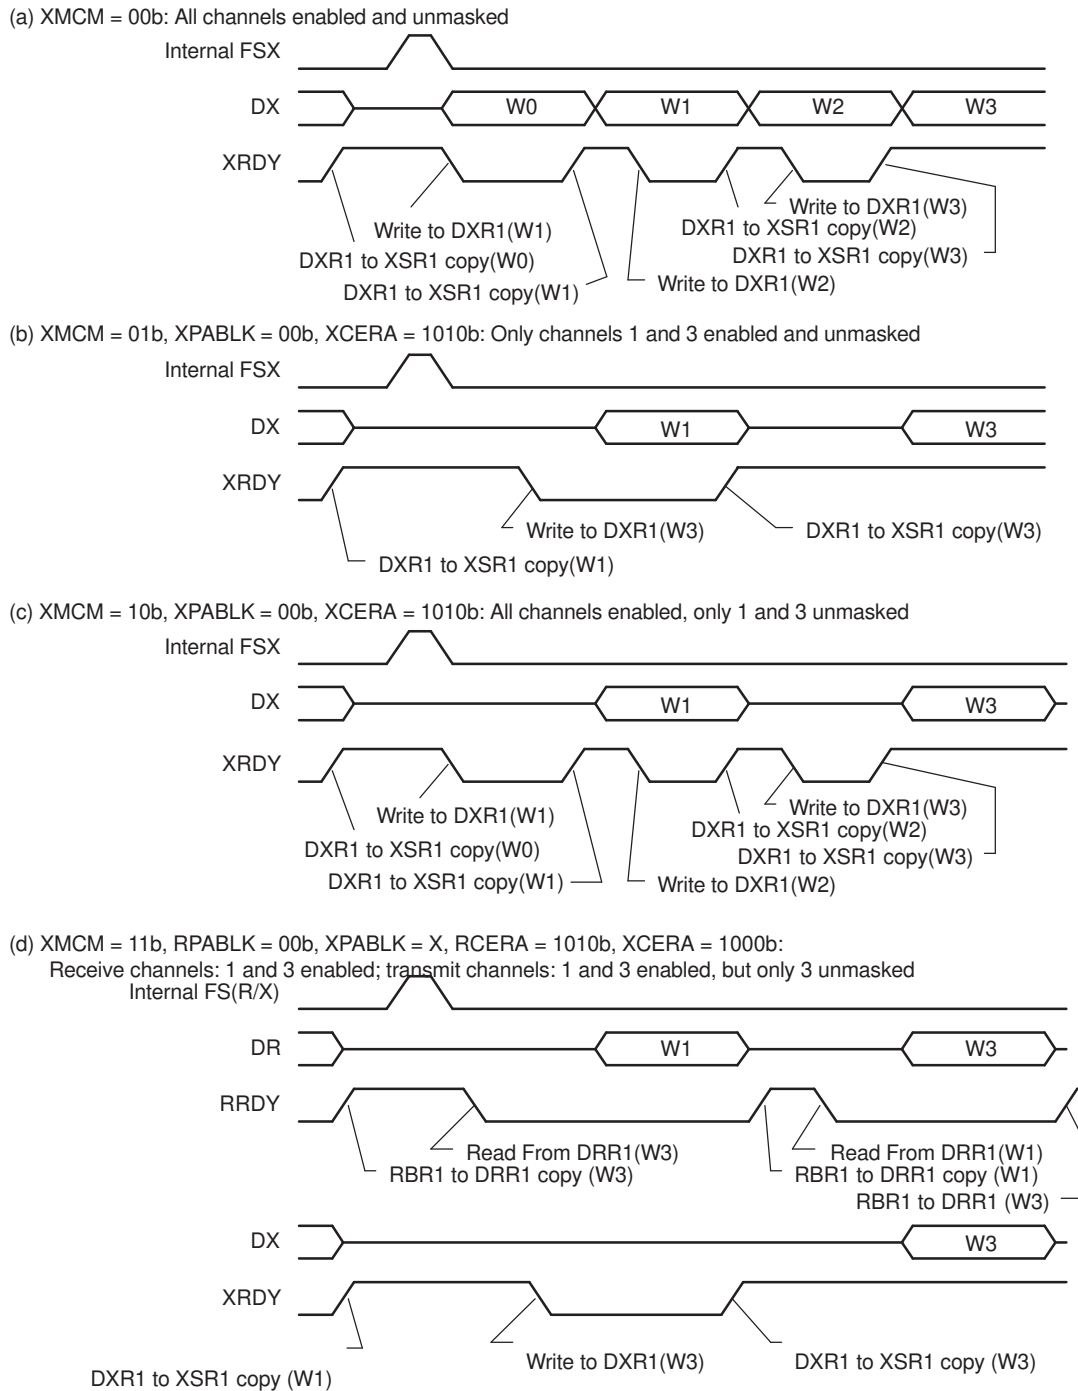 (a) XMCM = 00b: All channels enabled and unmasked
Internal FSX
DX
W0
W1
W2
W3
XRDY
Write to DXR1(W3)
Write to DXR1(W1)
DXR1 to XSR1 copy(W2)
DXR1 to XSR1 copy(W0)
DXR1 to XSR1 copy(W3)
DXR1 to XSR1 copy(W1)
Write to DXR1(W2)
(b) XMCM = 01b, XPABLK = 00b, XCERA = 1010b: Only channels 1 and 3 enabled and unmasked
Internal FSX
DX
W1
W3
XRDY
Write to DXR1(W3)
DXR1 to XSR1 copy(W3)
DXR1 to XSR1 copy(W1)
(c) XMCM = 10b, XPABLK = 00b, XCERA = 1010b: All channels enabled, only 1 and 3 unmasked
Internal FSX
DX
W1
W3
XRDY
Write to DXR1(W3)
Write to DXR1(W1)
DXR1 to XSR1 copy(W2)
DXR1 to XSR1 copy(W0)
DXR1 to XSR1 copy(W3)
DXR1 to XSR1 copy(W1)
Write to DXR1(W2)
(d) XMCM = 11b, RPABLK = 00b, XPABLK = X, RCERA = 1010b, XCERA = 1000b:
Receive channels: 1 and 3 enabled; transmit channels: 1 and 3 enabled, but only 3 unmasked
Internal FS(R/X)
DR
W1
W3
RRDY
Read From DRR1(W3)
Read From DRR1(W1)
RBR1 to DRR1 copy (W3)
RBR1 to DRR1 copy (W1)
RBR1 to DRR1 (W3)
DX
W3
XRDY
Write to DXR1(W3)
DXR1 to XSR1 copy (W3)
DXR1 to XSR1 copy (W1)